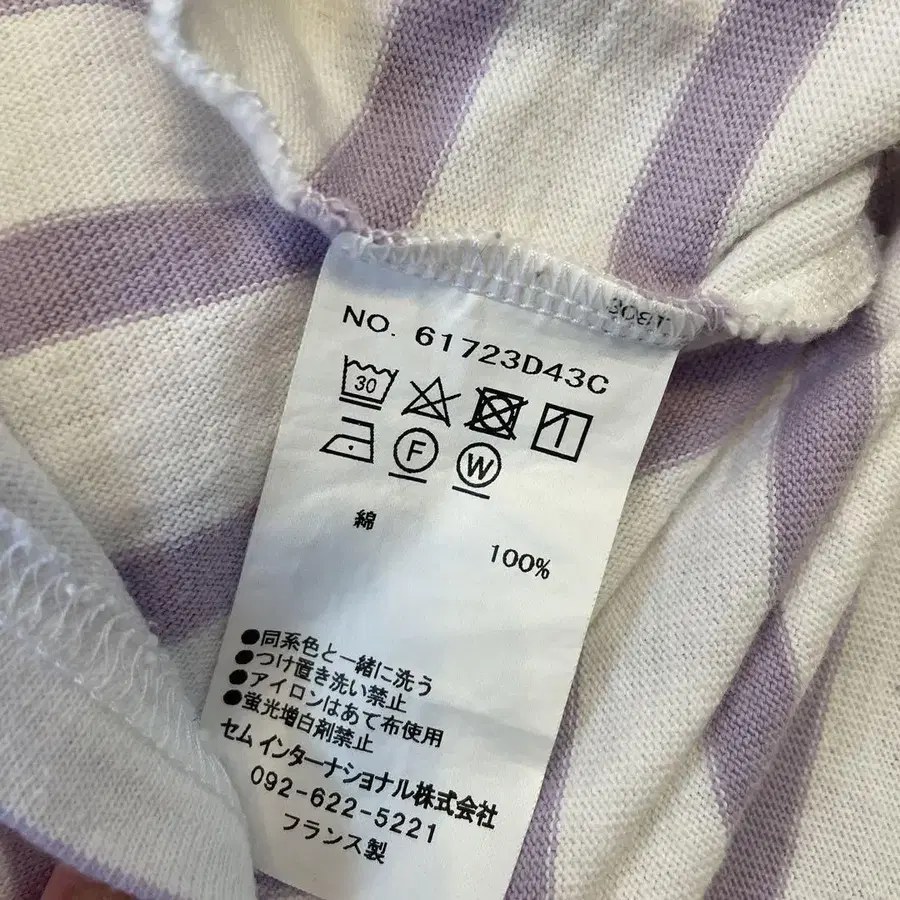 NO. 61723D43C
30
F W
綿
100%
●同系色と一緒に洗う
●つけ置き洗い禁止
●アイロンはあて布使用
●蛍光増白剤禁止
セム インターナショナル株式会社
092-622-5221
フランス製